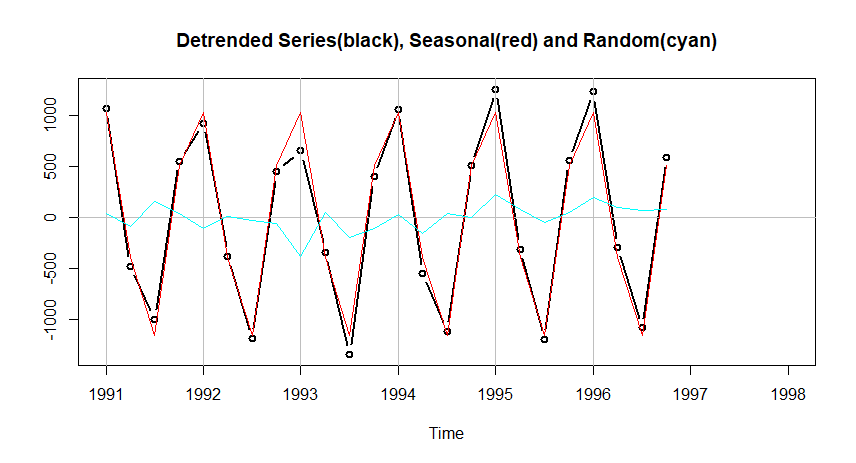 Detrended Series(black), Seasonal(red) and Random(cyan)
1000
500
0
-500
-1000
1991 1992 1993 1994 1995 1996 1997 1998
Time